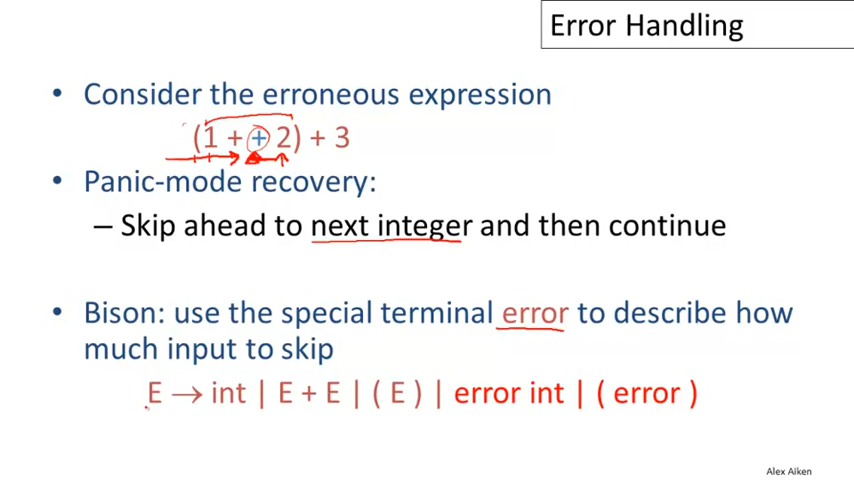 Error Handling
• Consider the erroneous expression
(1 + + 2) + 3
• Panic-mode recovery:
– Skip ahead to next integer and then continue
• Bison: use the special terminal error to describe how
much input to skip
E → int | E + E | ( E ) | error int | ( error )
Alex Aiken